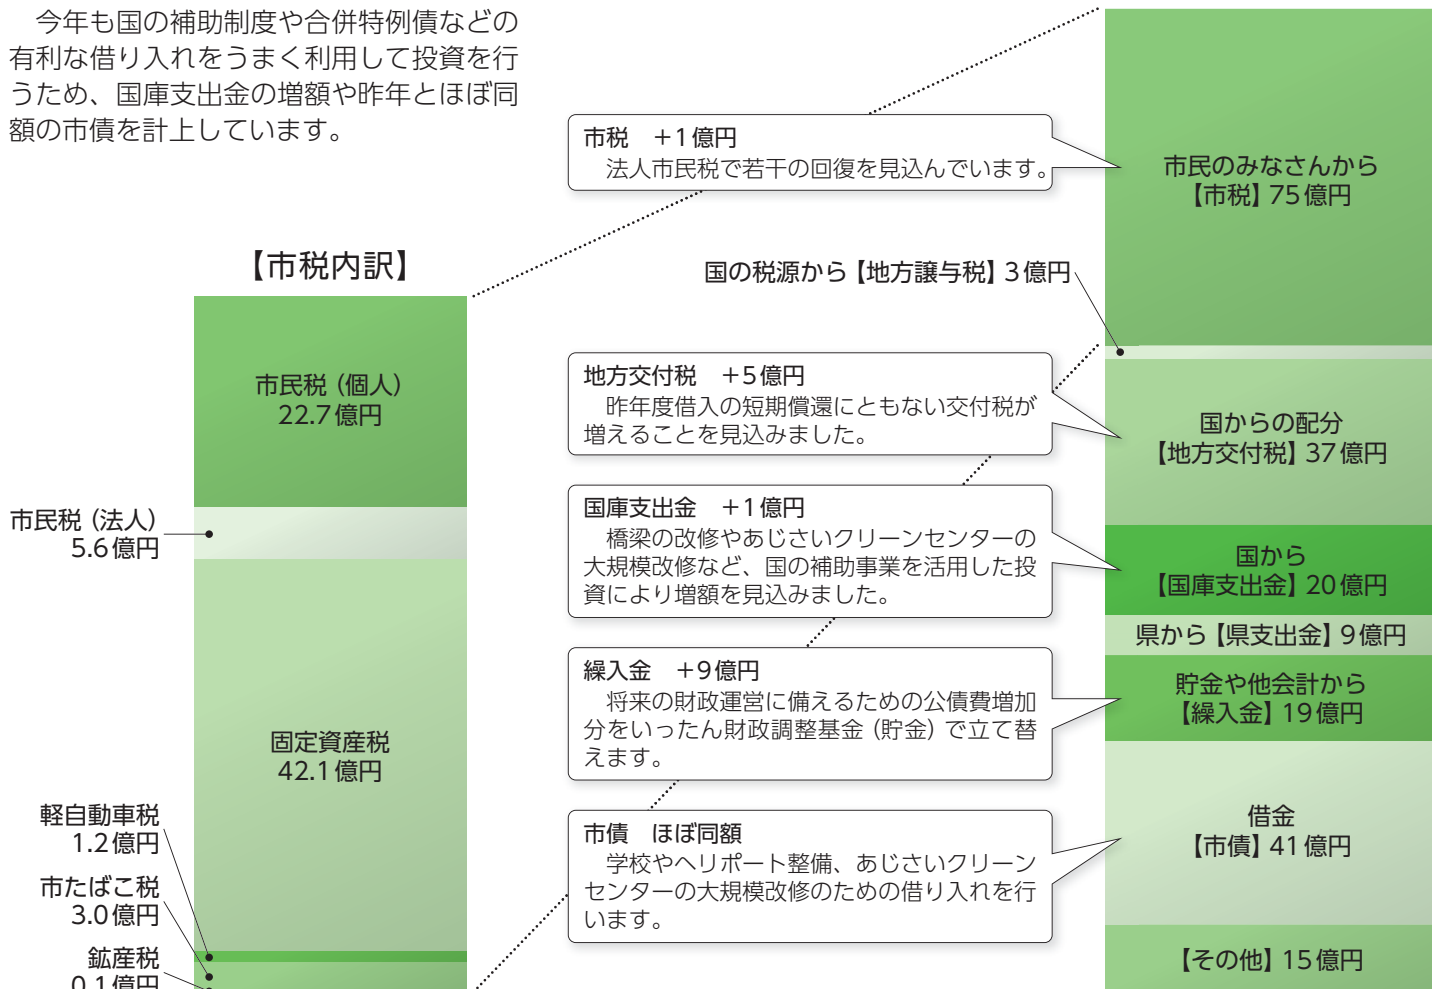 今年も国の補助制度や合併特例債などの
有利な借り入れをうまく利用して投資を行
うため、国庫支出金の増額や昨年とほぼ同
額の市債を計上しています。
【市税内訳】
市民税（個人）
22.7億円
市民税（法人）
5.6億円
固定資産税
42.1億円
軽自動車税
1.2億円
市たばこ税
3.0億円
鉱産税
0.1億円
市税　＋1億円
法人市民税で若干の回復を見込んでいます。
国の税源から【地方譲与税】3億円
地方交付税　＋5億円
昨年度借入の短期償還にともない交付税が
増えることを見込みました。
国庫支出金　＋1億円
橋梁の改修やあじさいクリーンセンターの
大規模改修など、国の補助事業を活用した投
資により増額を見込みました。
繰入金　＋9億円
将来の財政運営に備えるための公債費増加
分をいったん財政調整基金（貯金）で立て替
えます。
市債　ほぼ同額
学校やヘリポート整備、あじさいクリーン
センターの大規模改修のための借り入れを行
います。
市民のみなさんから
【市税】75億円
国からの配分
【地方交付税】37億円
国から
【国庫支出金】20億円
県から【県支出金】9億円
貯金や他会計から
【繰入金】19億円
借金
【市債】41億円
【その他】15億円